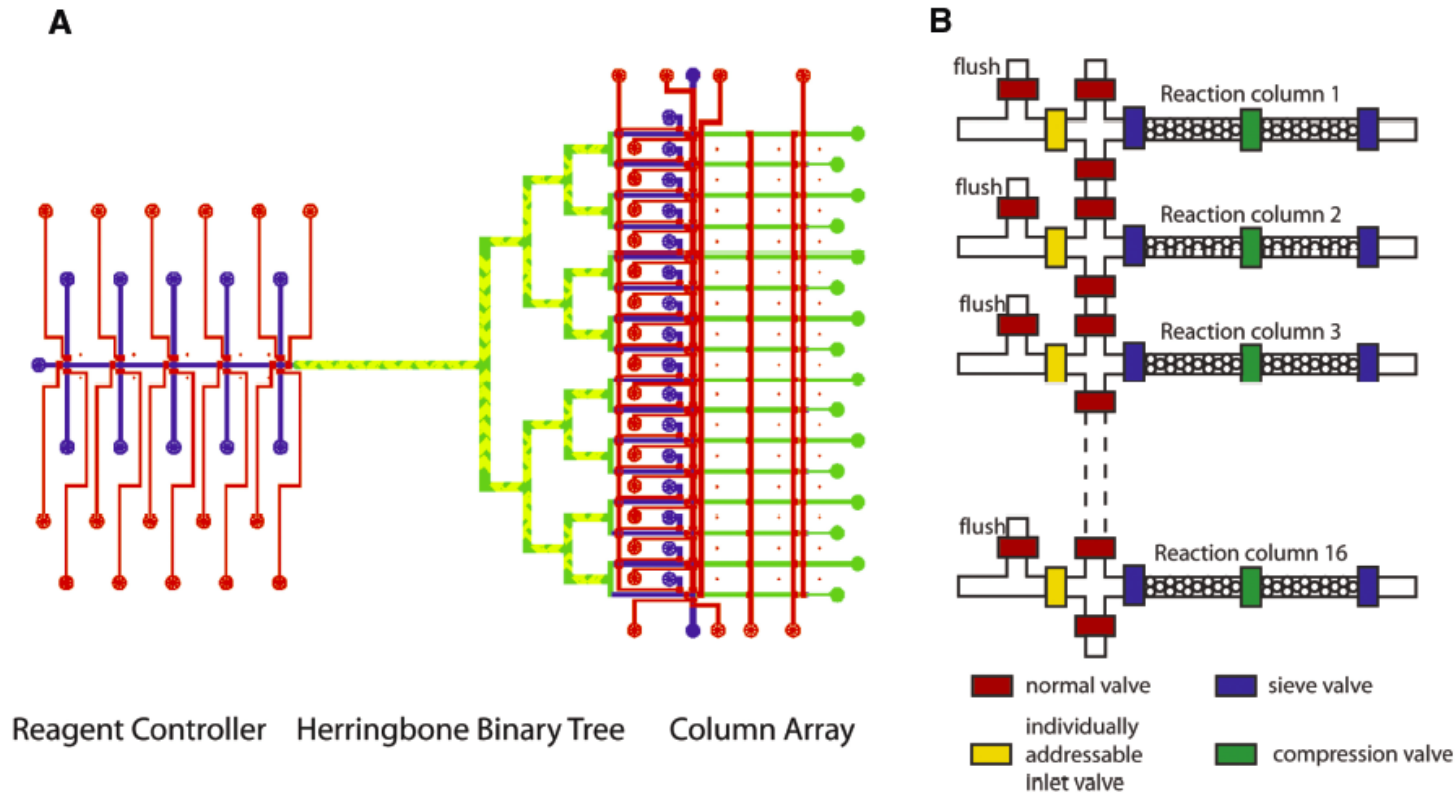 A
Reagent Controller
Herringbone Binary Tree
Column Array
B
flush
Reaction column 1
flush
Reaction column 2
flush
Reaction column 3
flush
Reaction column 16
normal valve
sieve valve
individually
addressable
inlet valve
compression valve